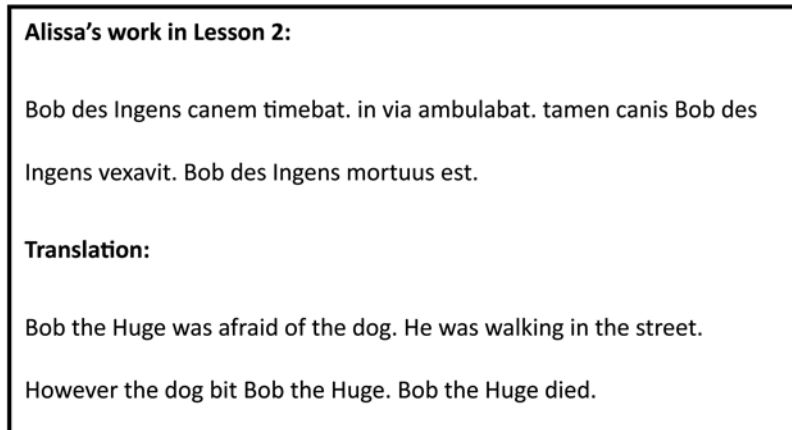 Alissa’s work in Lesson 2:
Bob des Ingens canem timebat. in via ambulabat. tamen canis Bob des
Ingens vexavit. Bob des Ingens mortuus est.
Translation:
Bob the Huge was afraid of the dog. He was walking in the street.
However the dog bit Bob the Huge. Bob the Huge died.